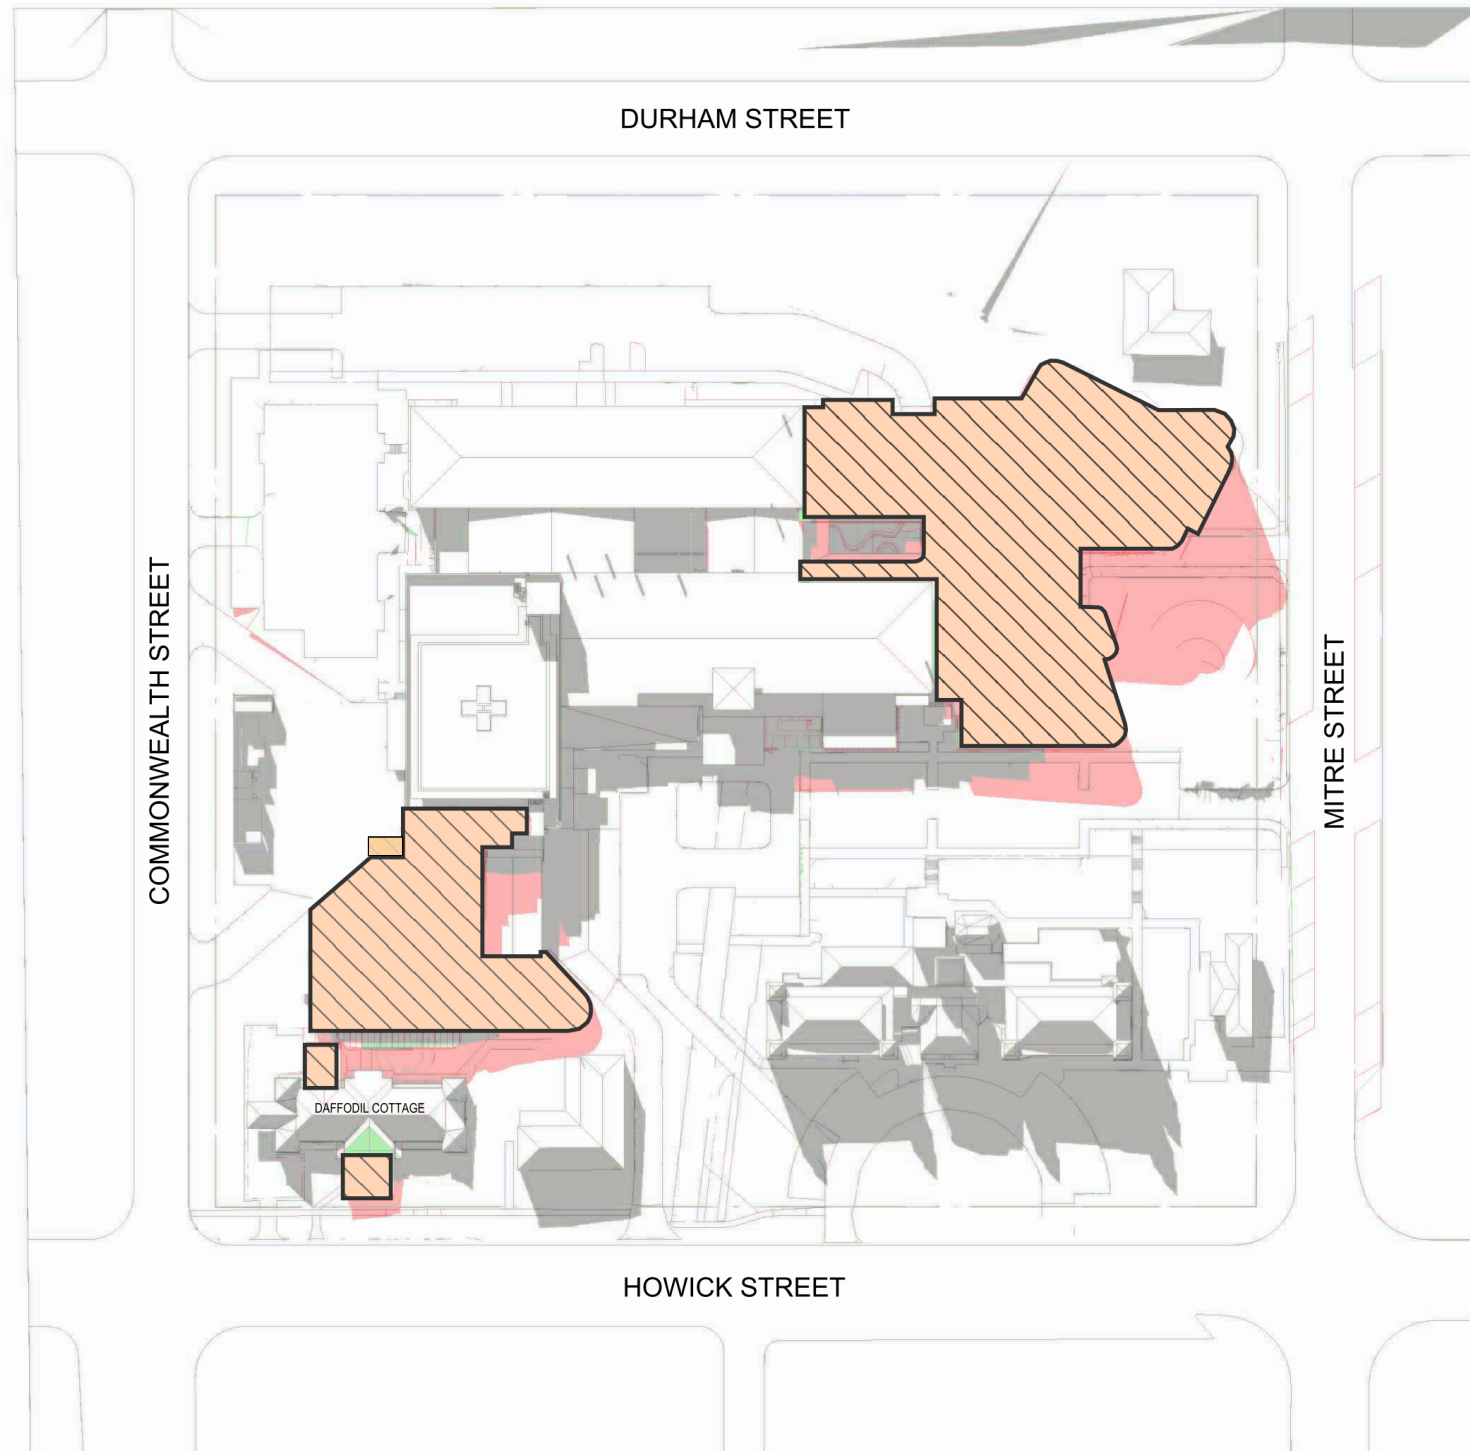 DURHAM STREET
COMMONWEALTH STREET
MITRE STREET
DAFFODIL COTTAGE
HOWICK STREET